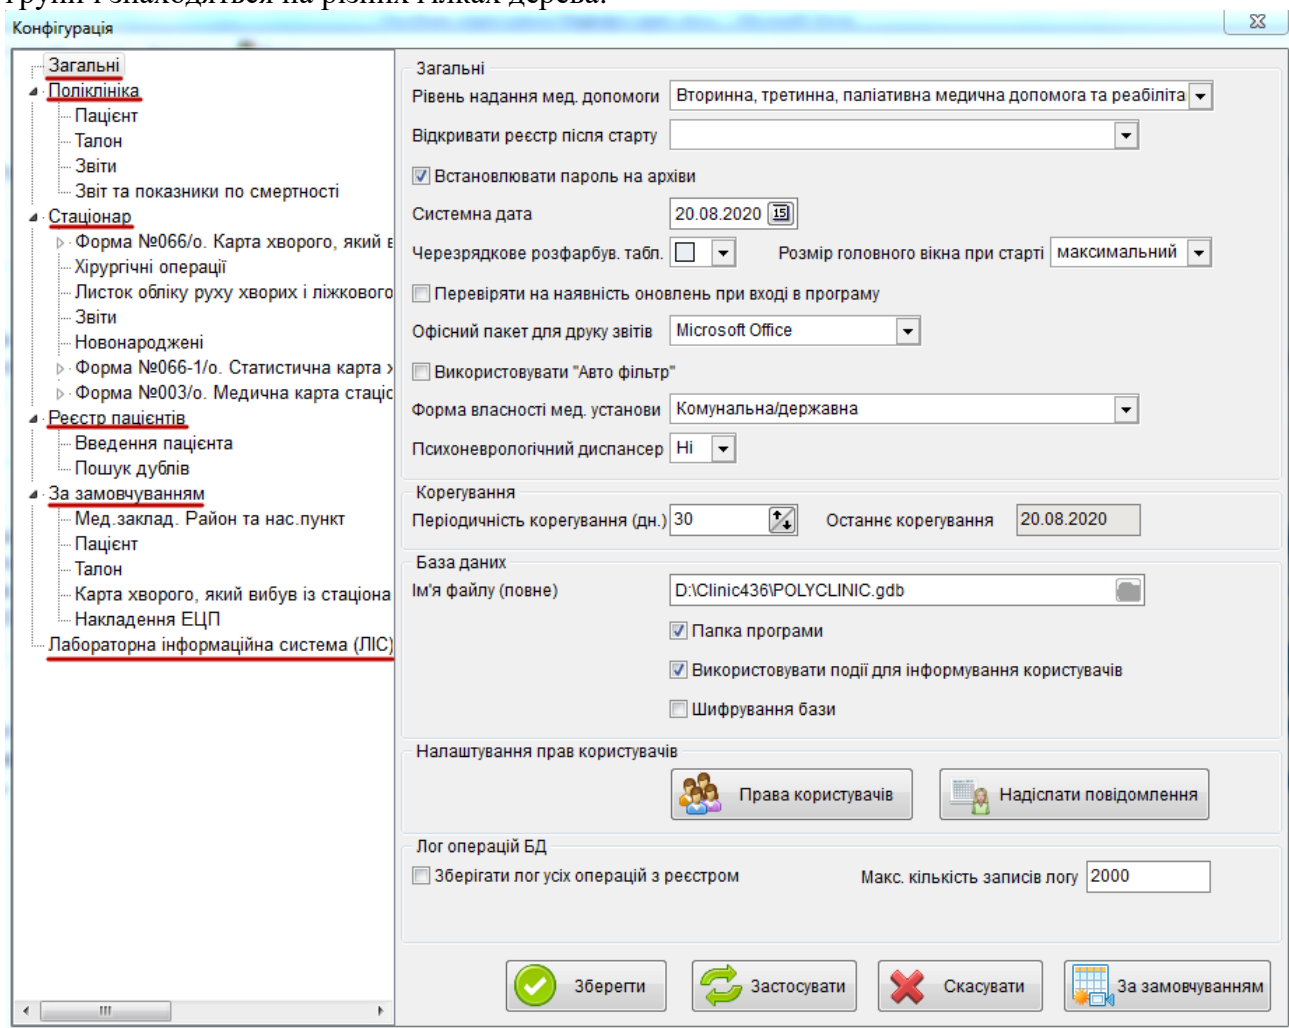 групи і знаходяться на різних гілках дерева.
Конфігурація
Загальні
Поліклініка
Пацієнт
Талон
Звіти
Звіт та показники по смертності
Стаціонар
Форма №066/о. Карта хворого, який в
Хірургічні операції
Листок обліку руху хворих і ліжкового
Звіти
Новонароджені
Форма №066-1/о. Статистична карта х
Форма №003/о. Медична карта стаціс
Реєстр пацієнтів
Введення пацієнта
Пошук дублів
За замовчуванням
Мед.заклад. Район та нас.пункт
Пацієнт
Талон
Карта хворого, який вибув із стаціона
Накладення ЕЦП
Лабораторна інформаційна система (ЛІС)
Загальні
Рівень надання мед. допомоги Вторинна, третинна, паліативна медична допомога та реабіліта
Відкривати реєстр після старту
Встановлювати пароль на архіви
Системна дата 20.08.2020 15
Черезрядкове розфарбув. табл. Розмір головного вікна при старті максимальний
Перевіряти на наявність оновлень при вході в програму
Офісний пакет для друку звітів Microsoft Office
Використовувати "Авто фільтр"
Форма власності мед. установи Комунальна/державна
Психоневрологічний диспансер Ні
Корегування
Періодичність корегування (дн.) 30 Останнє корегування 20.08.2020
База даних
Ім'я файлу (повне) D:\Clinic436\POLYCLINIC.gdb
Папка програми
Використовувати події для інформування користувачів
Шифрування бази
Налаштування прав користувачів
Права користувачів Надіслати повідомлення
Лог операцій БД
Зберігати лог усіх операцій з реєстром Макс. кількість записів логу 2000
Зберегти Застосувати Скасувати За замовчуванням